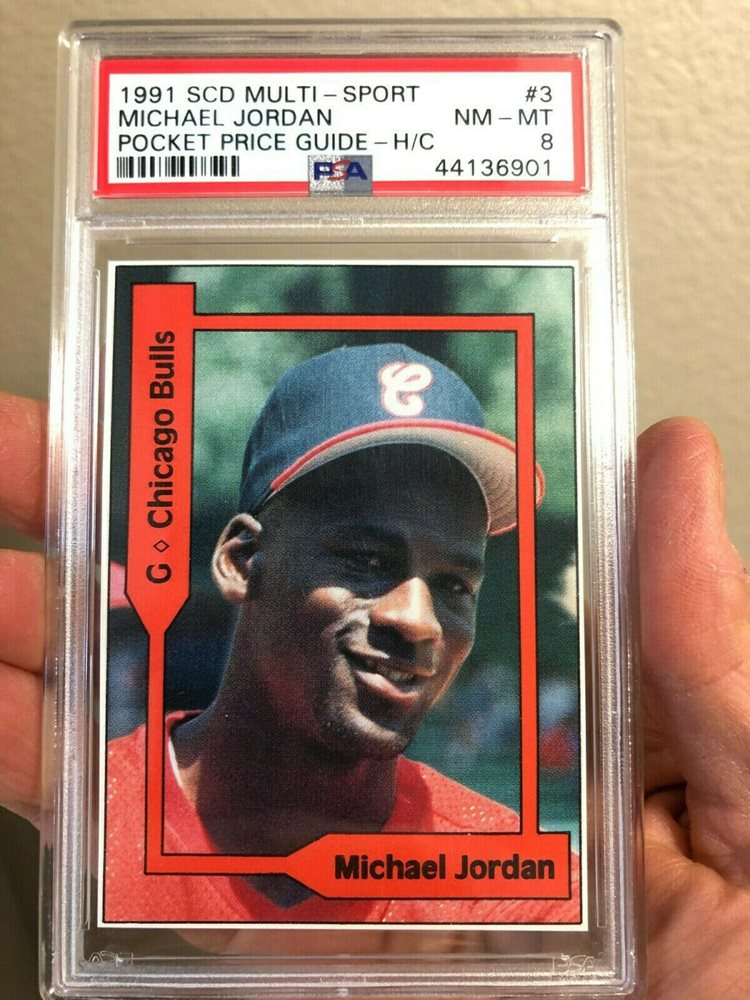 1991 SCD MULTI-SPORT #3
MICHAEL JORDAN NM-MT
POCKET PRICE GUIDE-H/C 8
PSA 44136901
G ◇ Chicago Bulls
C
Michael Jordan
PSA